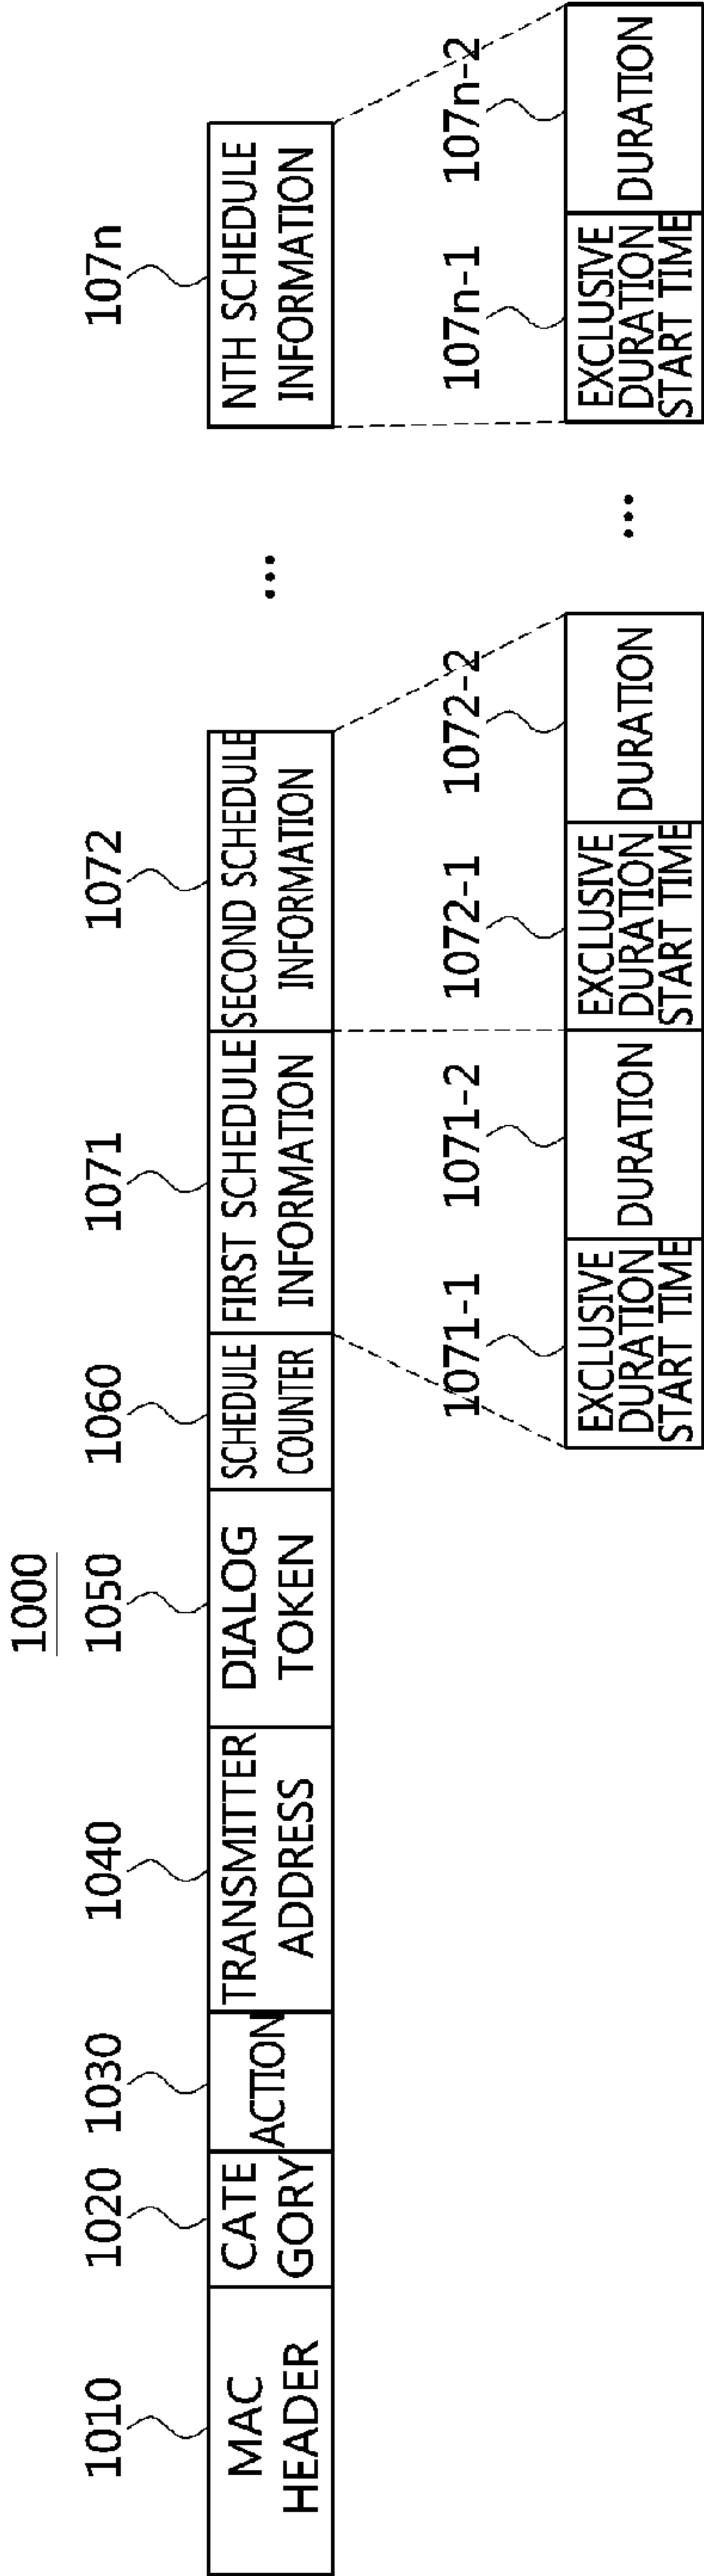 1000
1010
1020
1030
1040
1050
1060
1071
1072
107n
MAC
HEADER
CATE
GORY
ACTION
TRANSMITTER
ADDRESS
DIALOG
TOKEN
SCHEDULE
COUNTER
FIRST SCHEDULE
INFORMATION
SECOND SCHEDULE
INFORMATION
...
NTH SCHEDULE
INFORMATION
1071-1
1071-2
1072-1
1072-2
107n-1
107n-2
EXCLUSIVE
DURATION
START TIME
DURATION
EXCLUSIVE
DURATION
START TIME
DURATION
...
EXCLUSIVE
DURATION
START TIME
DURATION